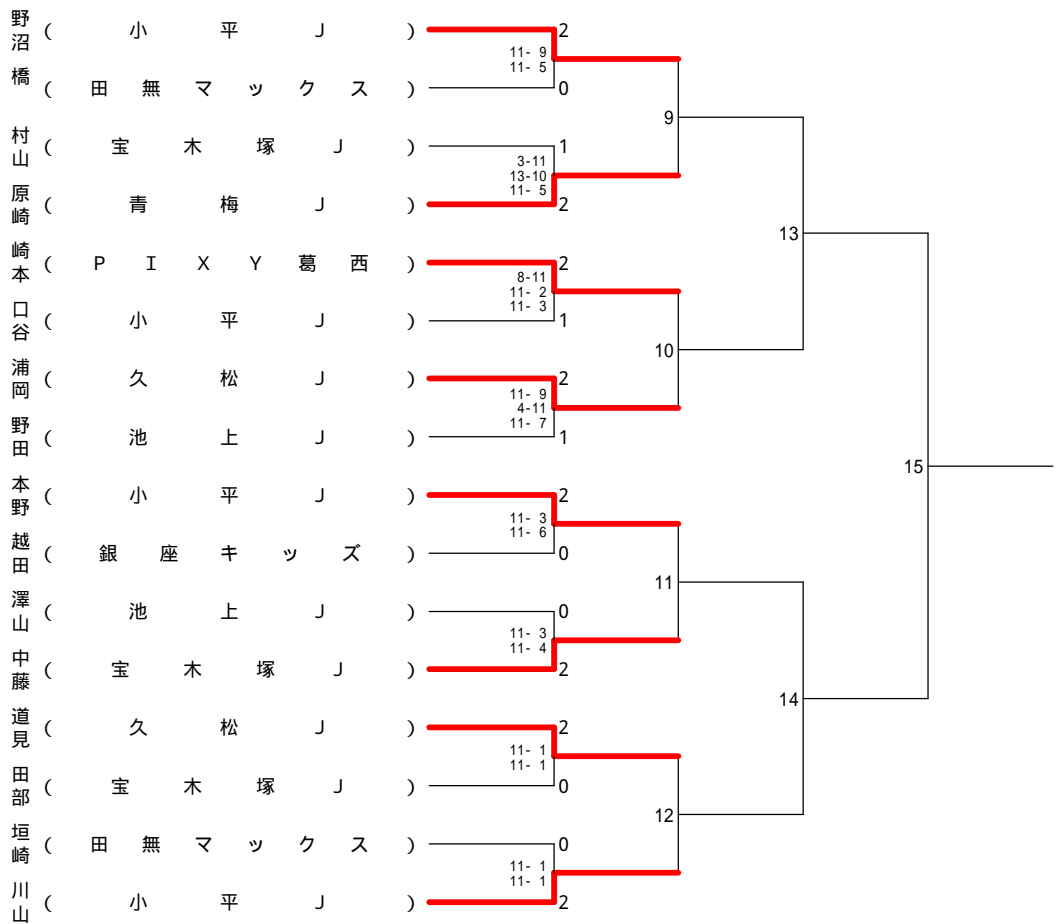 野
沼 ( 小 平 J ) 2
11- 9
11- 5
橋
( 田 無 マ ッ ク ス ) 0
9
村
山 ( 宝 木 塚 J ) 1
3-11
13-10
11- 5
原
崎 ( 青 梅 J ) 2
13
崎
本 ( P I X Y 葛 西 ) 2
8-11
11- 2
11- 3
口
谷 ( 小 平 J ) 1
10
浦
岡 ( 久 松 J ) 2
11- 9
4-11
11- 7
野
田 ( 池 上 J ) 1
15
本
野 ( 小 平 J ) 2
11- 3
11- 6
越
田 ( 銀 座 キ ッ ズ ) 0
11
澤
山 ( 池 上 J ) 0
11- 3
11- 4
中
藤 ( 宝 木 塚 J ) 2
14
道
見 ( 久 松 J ) 2
11- 1
11- 1
田
部 ( 宝 木 塚 J ) 0
12
垣
崎 ( 田 無 マ ッ ク ス ) 0
11- 1
11- 1
川
山 ( 小 平 J ) 2